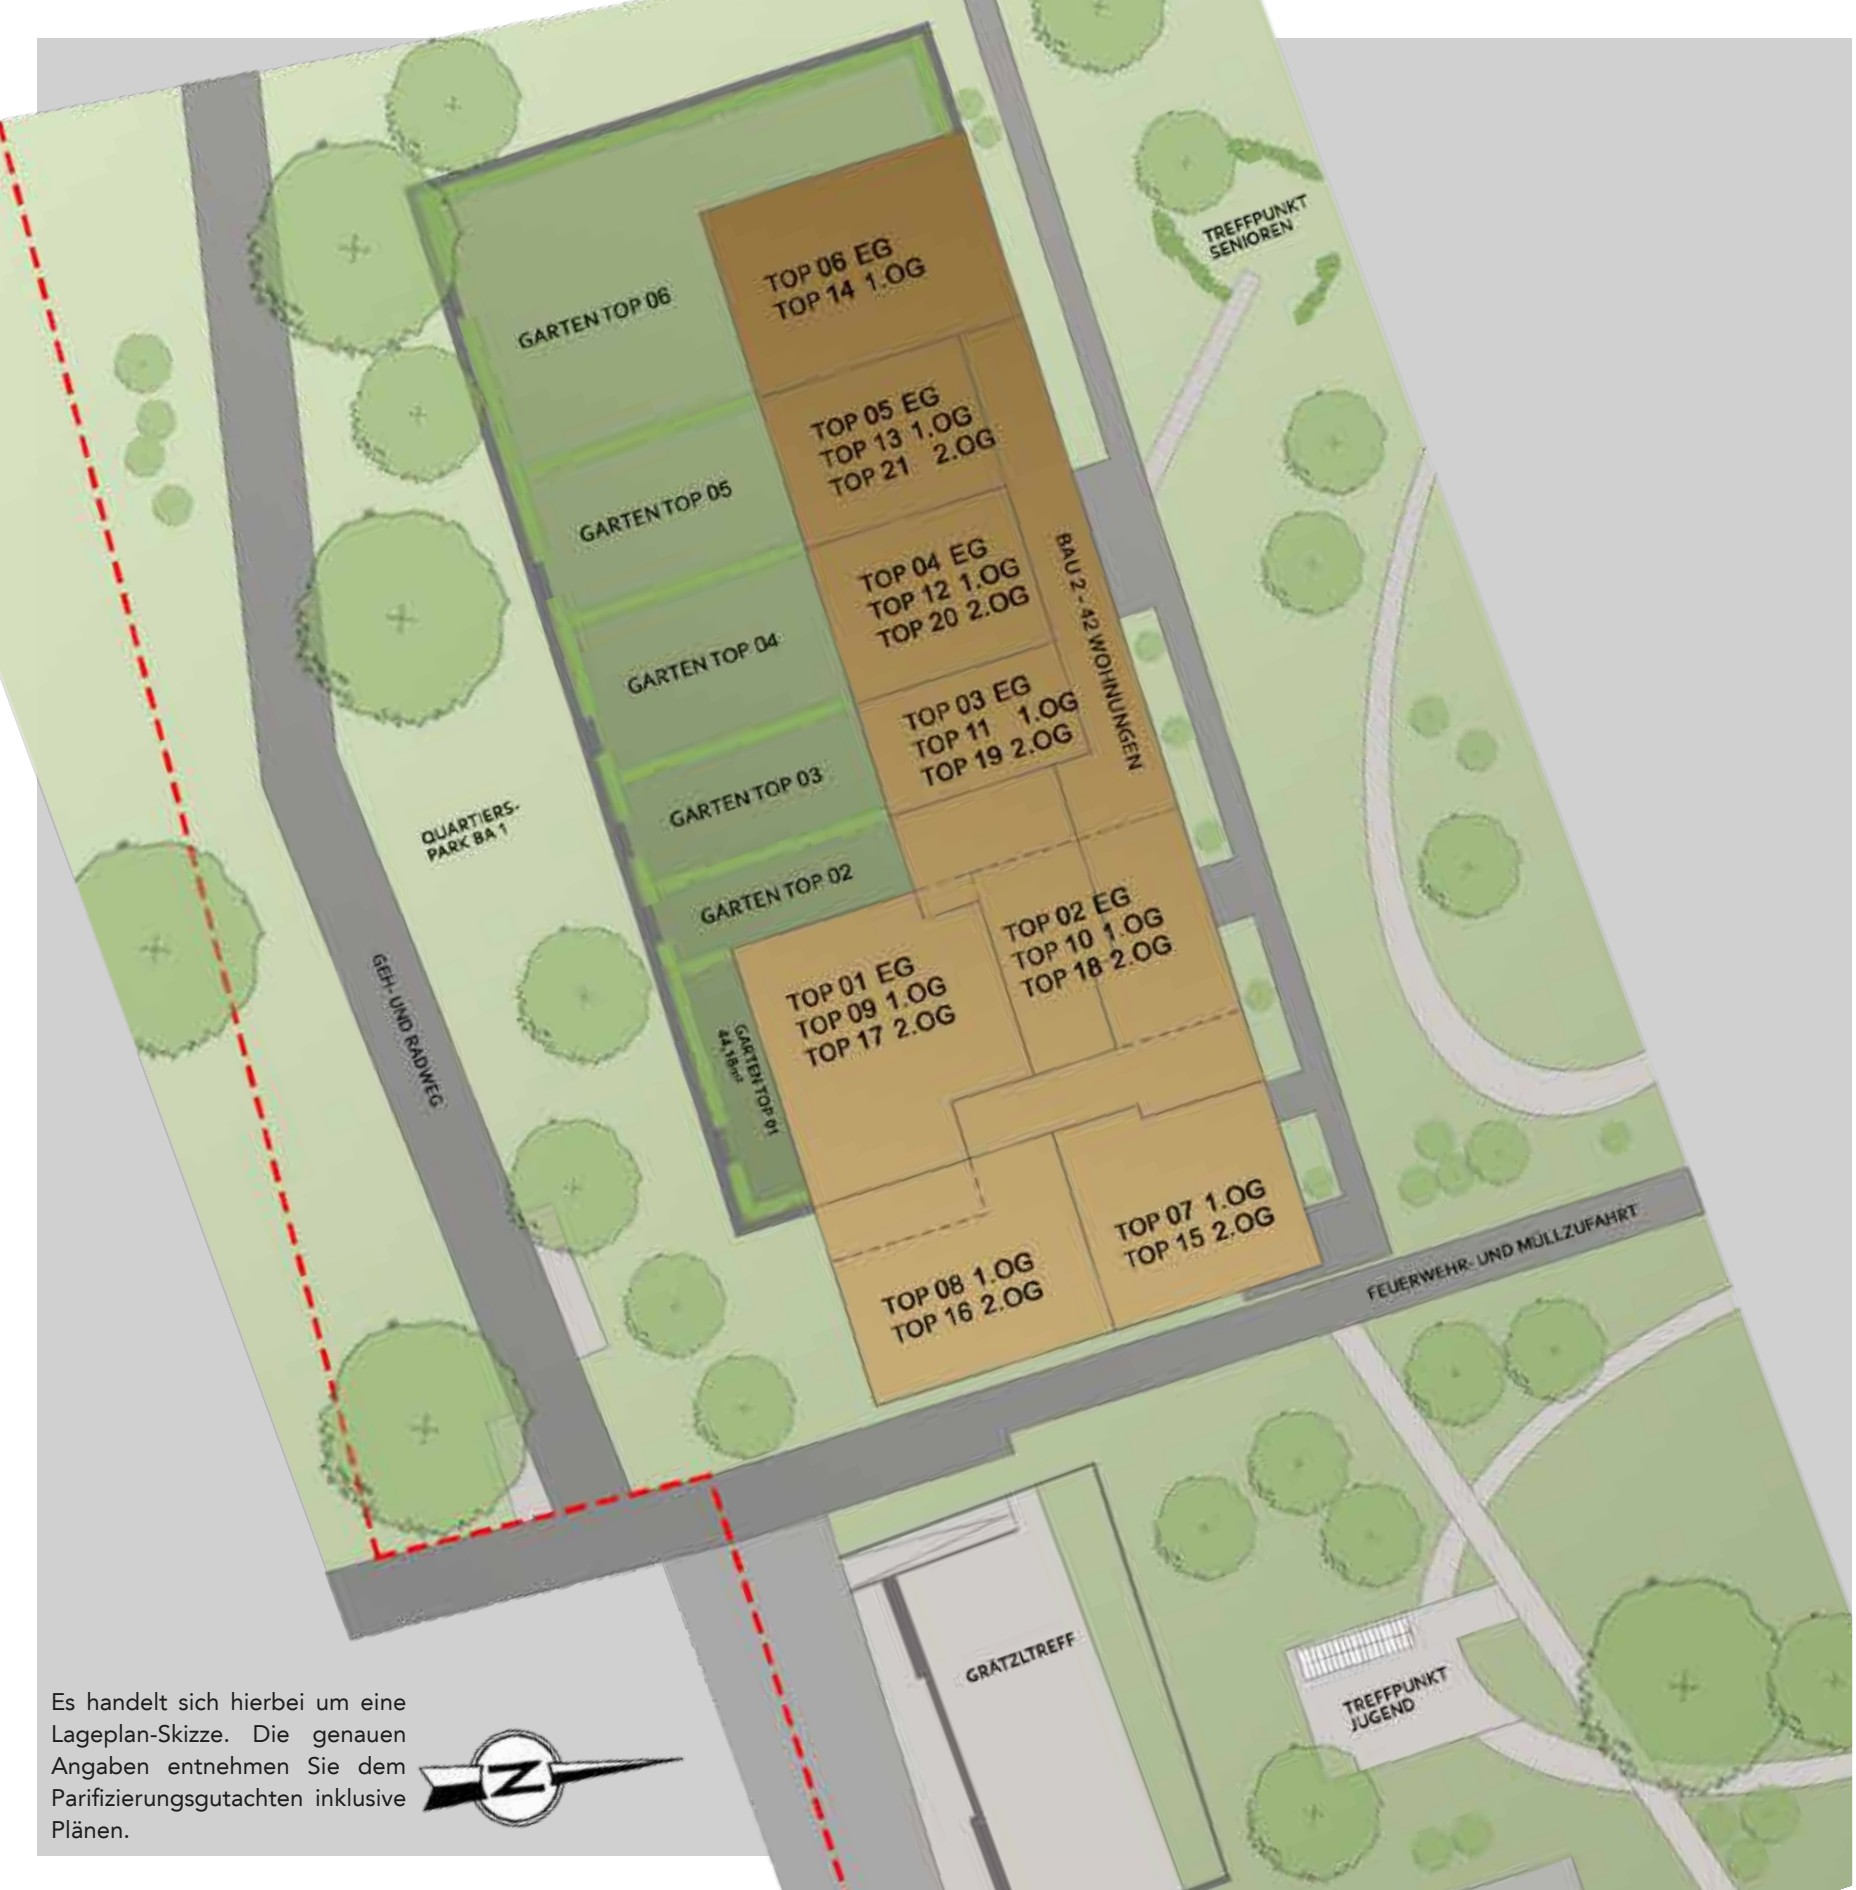 TREFFPUNKT
SENIOREN
TOP 06 EG
TOP 14 1.OG
GARTEN TOP 06
TOP 05 EG
TOP 13 1.OG
TOP 21 2.OG
GARTEN TOP 05
TOP 04 EG
TOP 12 1.OG
TOP 20 2.OG
BAU 2 - 42 WOHNUNGEN
GARTEN TOP 04
TOP 03 EG
TOP 11 1.OG
TOP 19 2.OG
GARTEN TOP 03
QUARTIERS-
PARK BA 1
GARTEN TOP 02
TOP 02 EG
TOP 10 1.OG
TOP 18 2.OG
TOP 01 EG
TOP 09 1.OG
TOP 17 2.OG
GEH- UND RADWEG
GARTEN TOP 01
44,18m²
TOP 07 1.OG
TOP 15 2.OG
TOP 08 1.OG
TOP 16 2.OG
FEUERWEHR- UND MÜLLZUFAHRT
GRÄTZLTREFF
TREFFPUNKT
JUGEND
Es handelt sich hierbei um eine
Lageplan-Skizze. Die genauen
Angaben entnehmen Sie dem
Parifizierungsgutachten inklusive
Plänen.
N